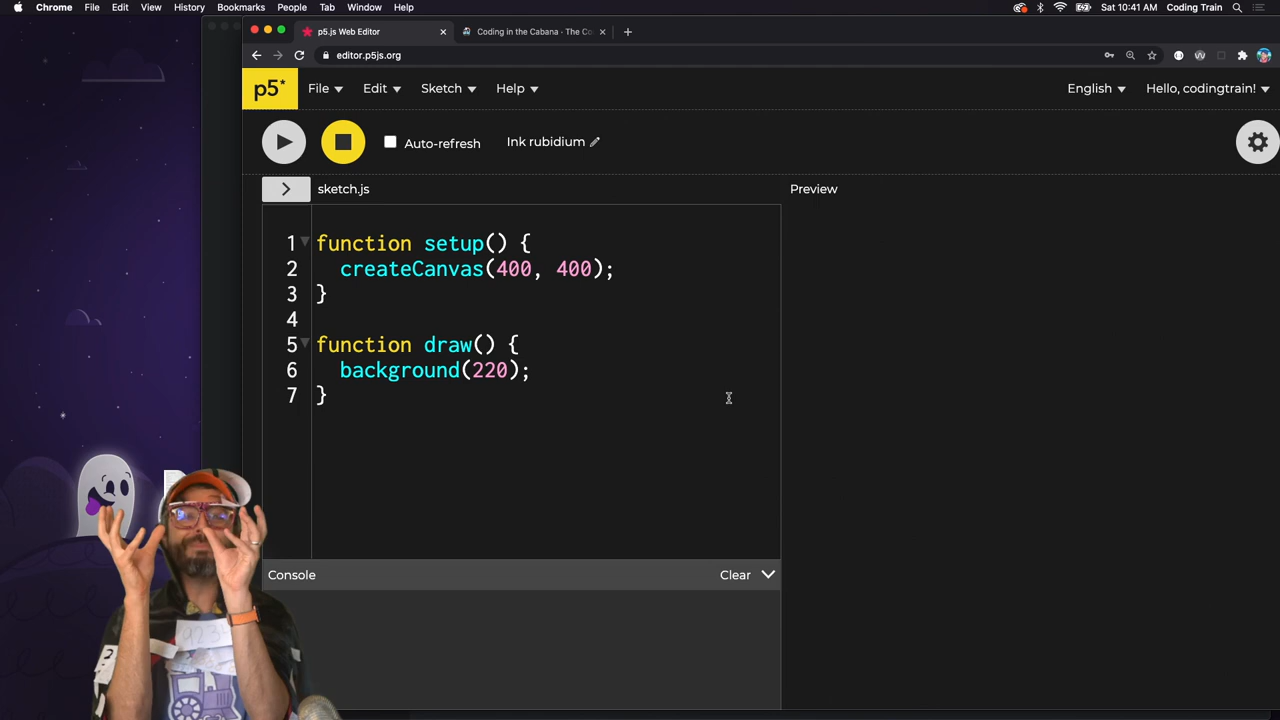 Chrome File Edit View History Bookmarks People Tab Window Help Sat 10:41 AM Coding Train
p5.js Web Editor Coding in the Cabana - The Co
editor.p5js.org
p5* File Edit Sketch Help English Hello, codingtrain!
Auto-refresh Ink rubidium
sketch.js Preview
1 function setup() {
2 createCanvas(400, 400);
3 }
4
5 function draw() {
6 background(220);
7 }
Console Clear
923